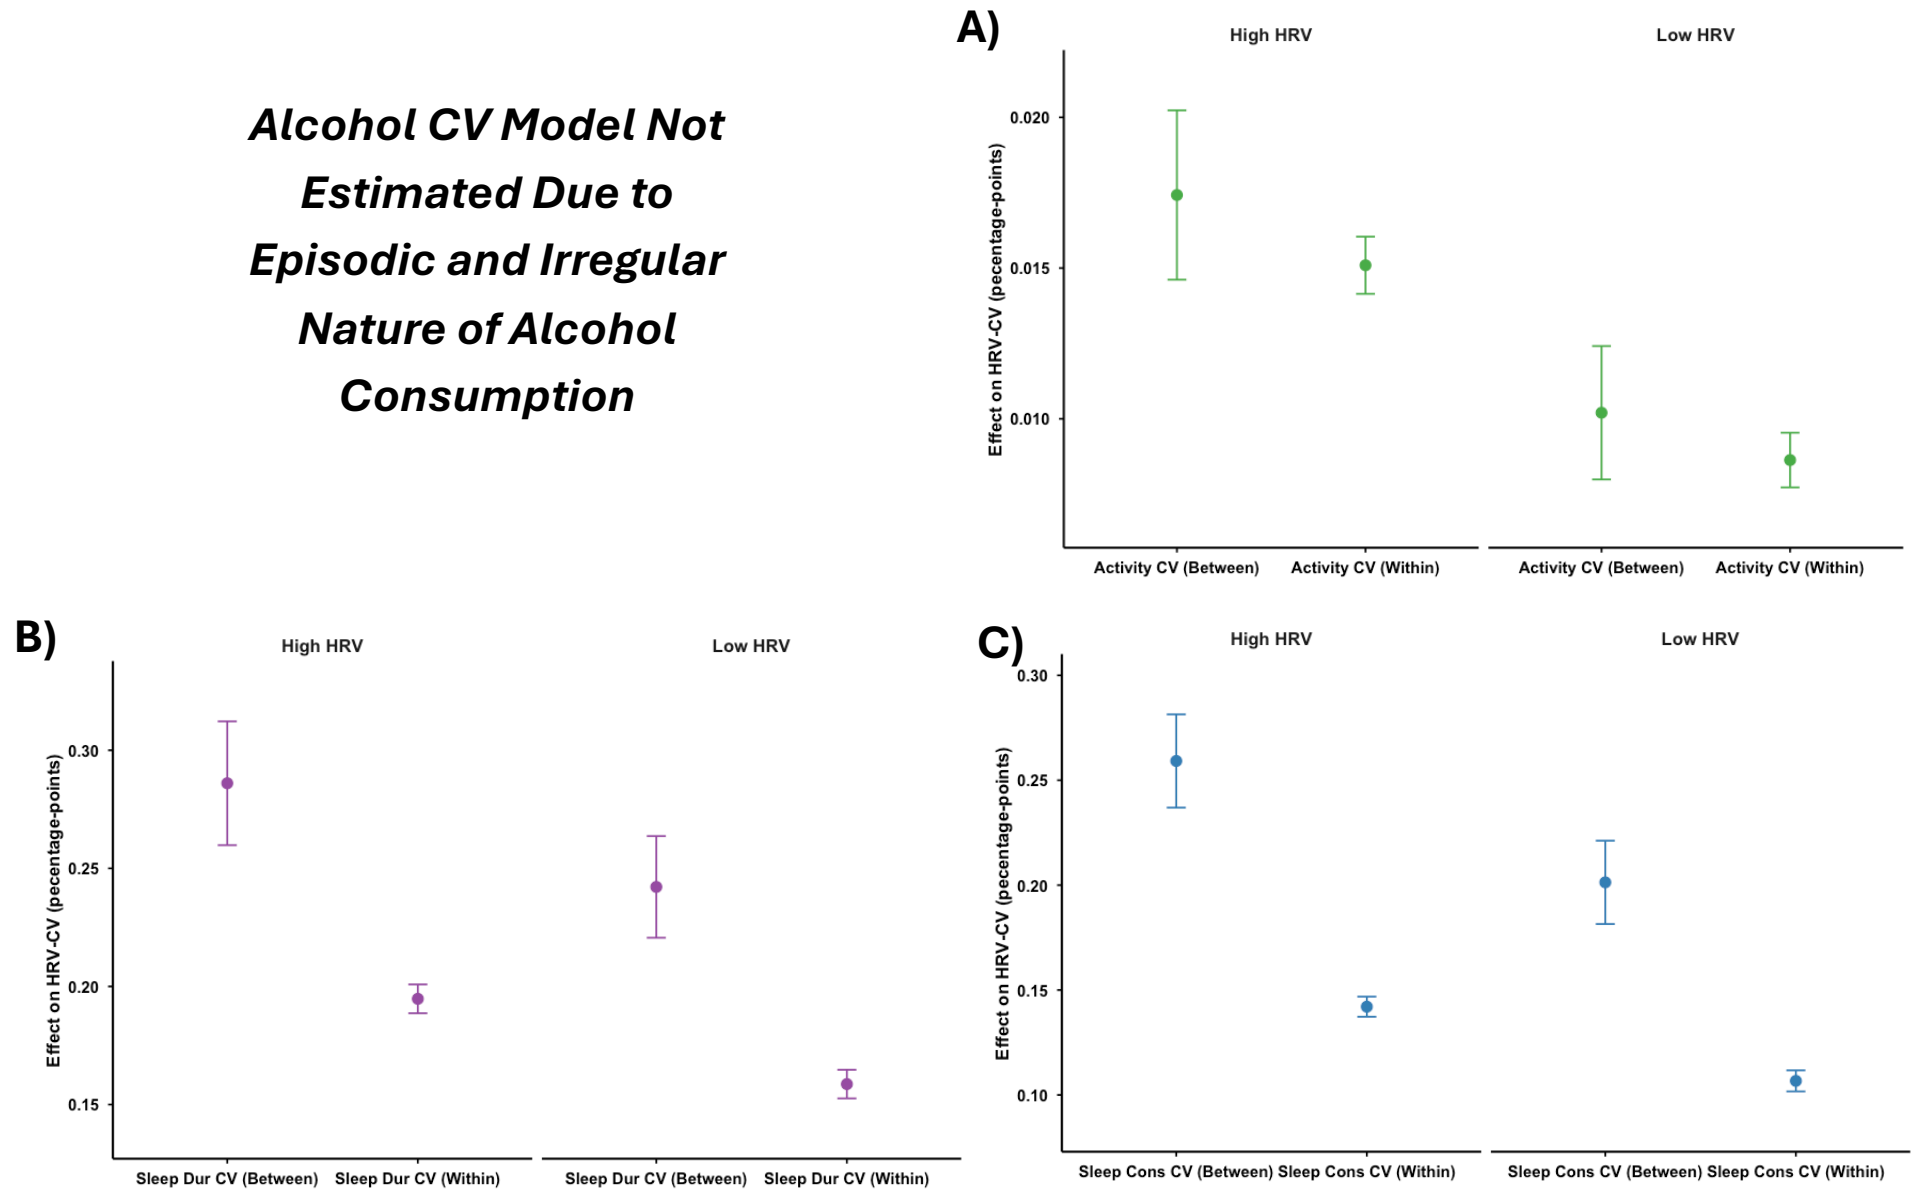 Alcohol CV Model Not
Estimated Due to
Episodic and Irregular
Nature of Alcohol
Consumption
A)
High HRV
Low HRV
Effect on HRV-CV (pecentage-points)
0.020
0.015
0.010
Activity CV (Between)
Activity CV (Within)
Activity CV (Between)
Activity CV (Within)
B)
High HRV
Low HRV
Effect on HRV-CV (pecentage-points)
0.30
0.25
0.20
0.15
Sleep Dur CV (Between)
Sleep Dur CV (Within)
Sleep Dur CV (Between)
Sleep Dur CV (Within)
C)
High HRV
Low HRV
Effect on HRV-CV (pecentage-points)
0.30
0.25
0.20
0.15
0.10
Sleep Cons CV (Between)
Sleep Cons CV (Within)
Sleep Cons CV (Between)
Sleep Cons CV (Within)